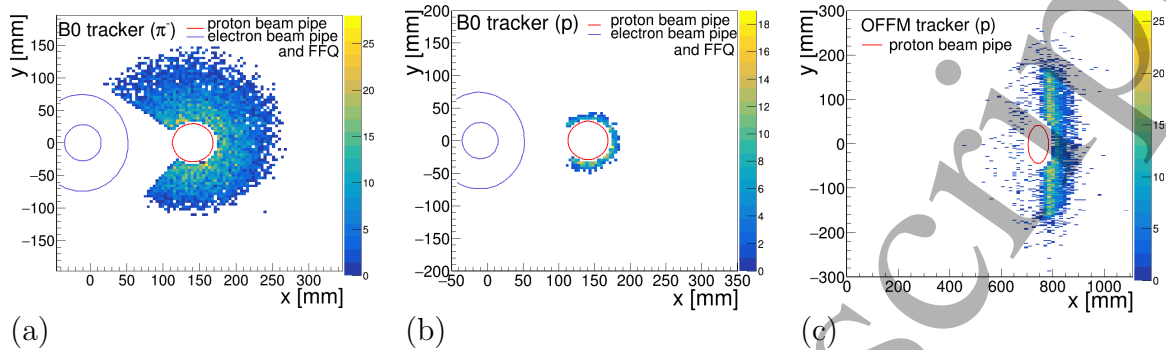 B0 tracker (π⁻)
proton beam pipe
electron beam pipe
and FFQ
y [mm]
150
100
50
0
−50
−100
−150
0 50 100 150 200 250 300
x [mm]
25
20
15
10
5
0
(a)
B0 tracker (p)
proton beam pipe
electron beam pipe
and FFQ
y [mm]
200
150
100
50
0
−50
−100
−150
−200
−50 0 50 100 150 200 250 300 350
x [mm]
18
16
14
12
10
8
6
4
2
0
(b)
OFFM tracker (p)
proton beam pipe
y [mm]
300
200
100
0
−100
−200
−300
0 200 400 600 800 1000
x [mm]
25
20
15
10
5
0
(c)
script